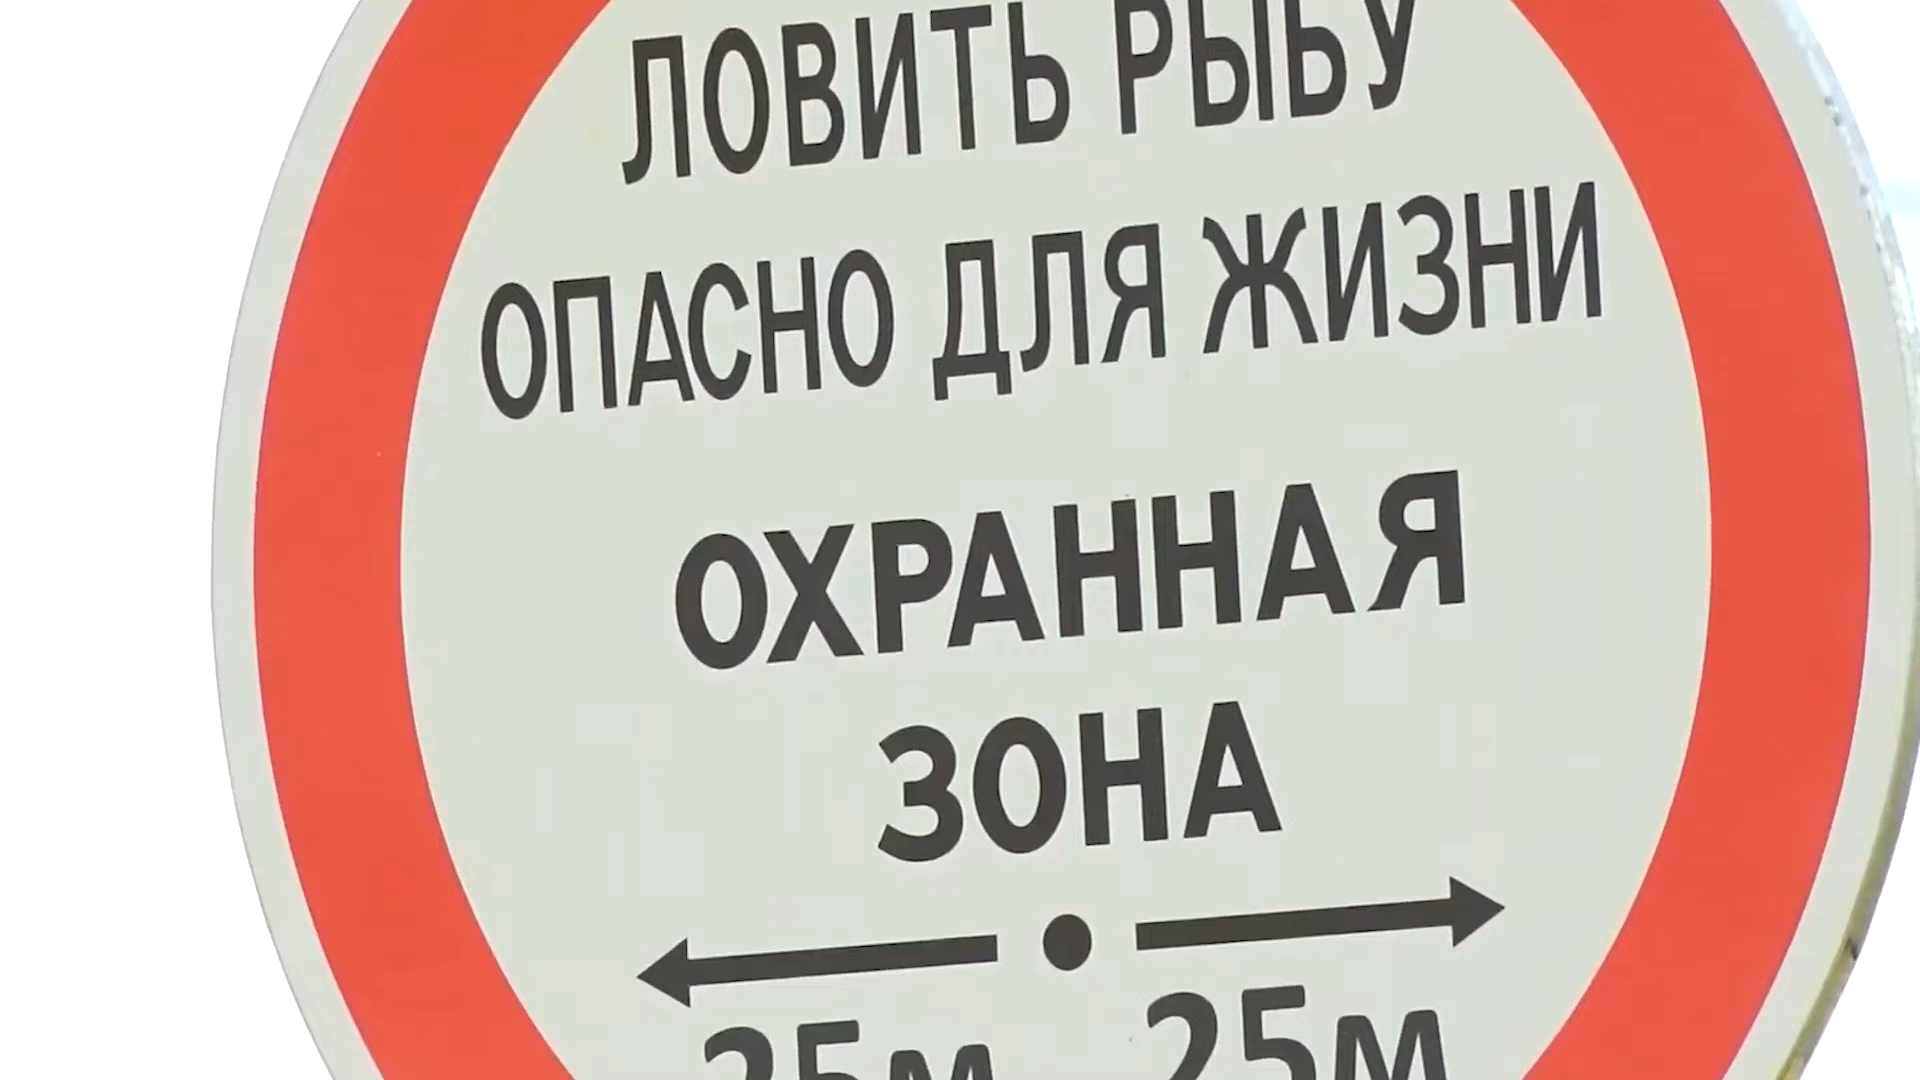 ЛОВИТЬ РЫБУ
ОПАСНО ДЛЯ ЖИЗНИ
ОХРАННАЯ
ЗОНА
25м 25м